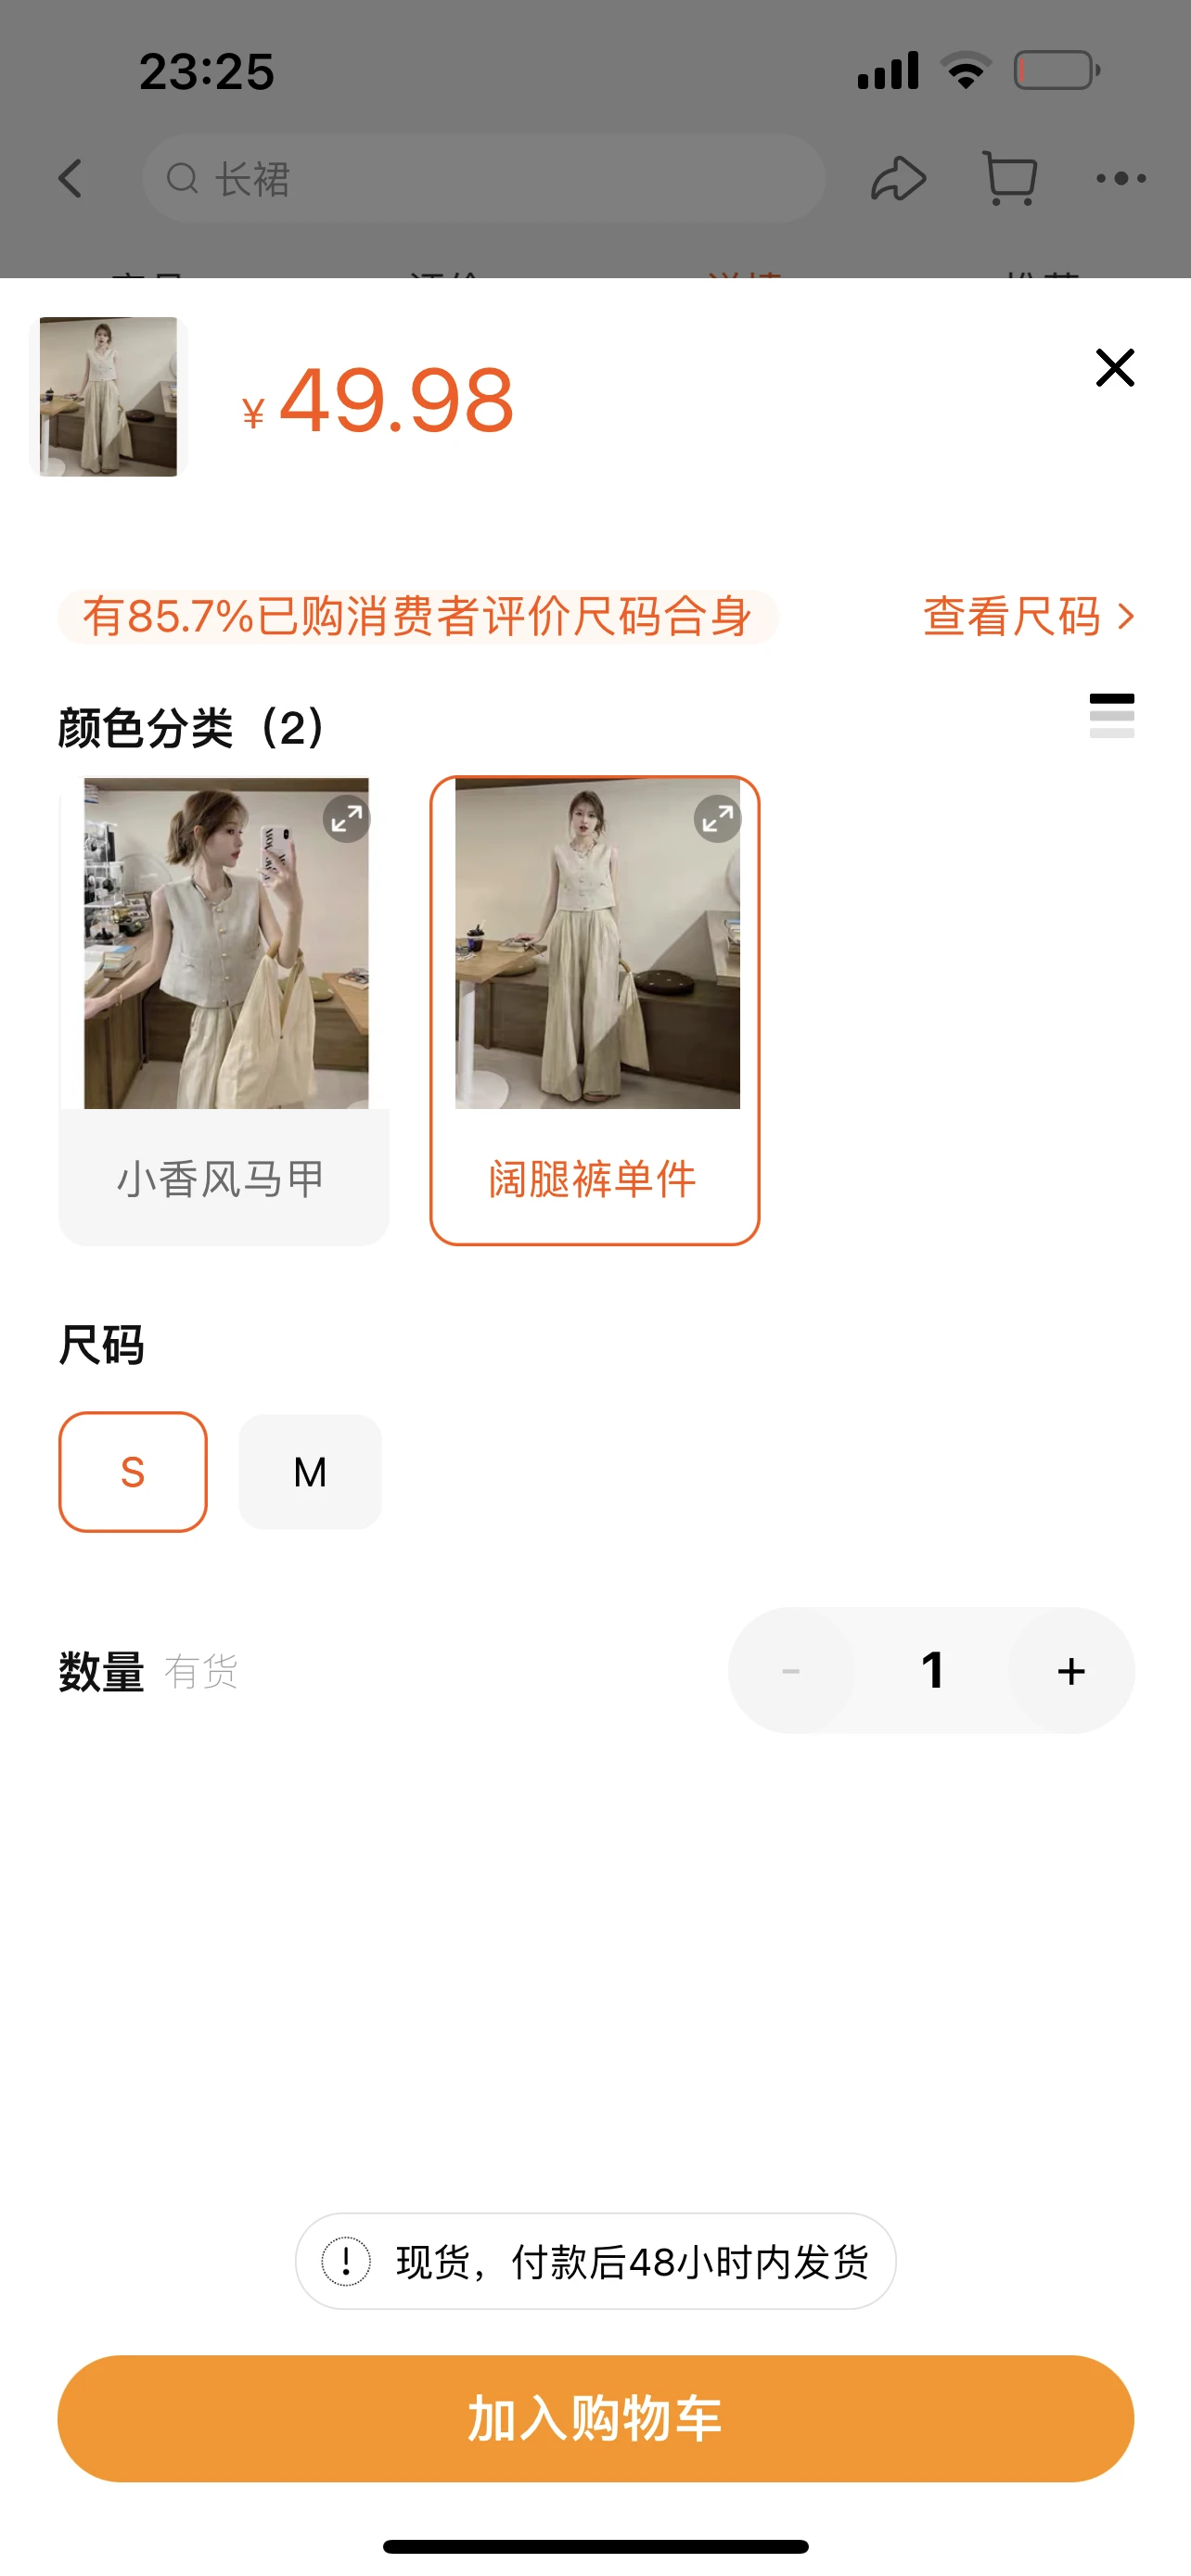 23:25
长裙
¥ 49.98
有85.7%已购消费者评价尺码合身
查看尺码 >
颜色分类（2）
小香风马甲
阔腿裤单件
尺码
S
M
数量 有货
- 1 +
现货，付款后48小时内发货
加入购物车